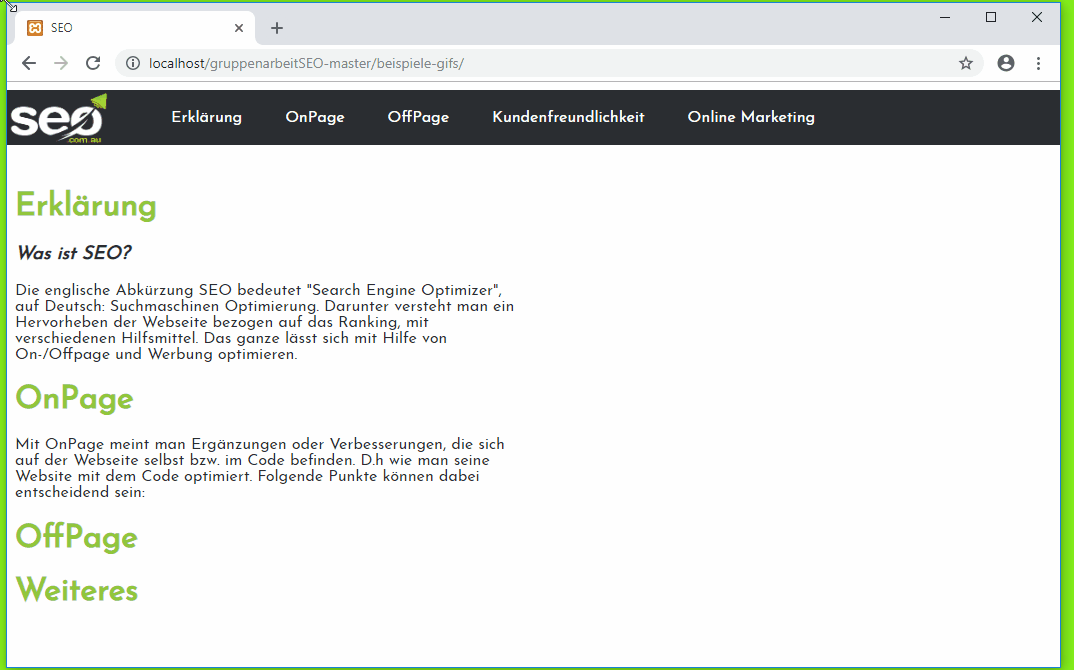 SEO
localhost/gruppenarbeitSEO-master/beispiele-gifs/
seo
.com.au
Erklärung OnPage OffPage Kundenfreundlichkeit Online Marketing
Erklärung
Was ist SEO?
Die englische Abkürzung SEO bedeutet "Search Engine Optimizer",
auf Deutsch: Suchmaschinen Optimierung. Darunter versteht man ein
Hervorheben der Webseite bezogen auf das Ranking, mit
verschiedenen Hilfsmittel. Das ganze lässt sich mit Hilfe von
On-/Offpage und Werbung optimieren.
OnPage
Mit OnPage meint man Ergänzungen oder Verbesserungen, die sich
auf der Webseite selbst bzw. im Code befinden. D.h wie man seine
Website mit dem Code optimiert. Folgende Punkte können dabei
entscheidend sein:
OffPage
Weiteres